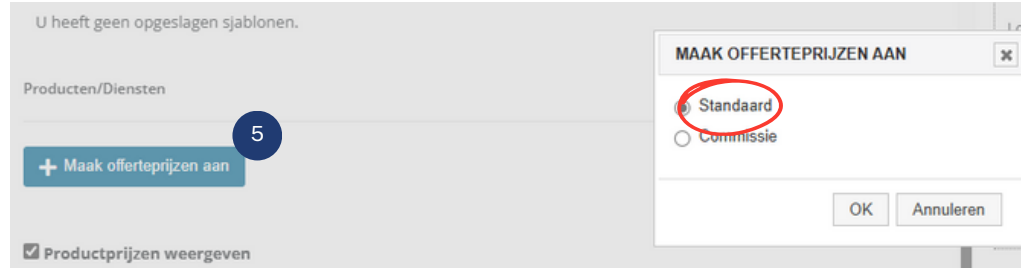 U heeft geen opgeslagen sjablonen.
Producten/Diensten
5
+ Maak offerteprijzen aan
Productprijzen weergeven
MAAK OFFERTEPRIJZEN AAN
Standaard
Commissie
OK Annuleren